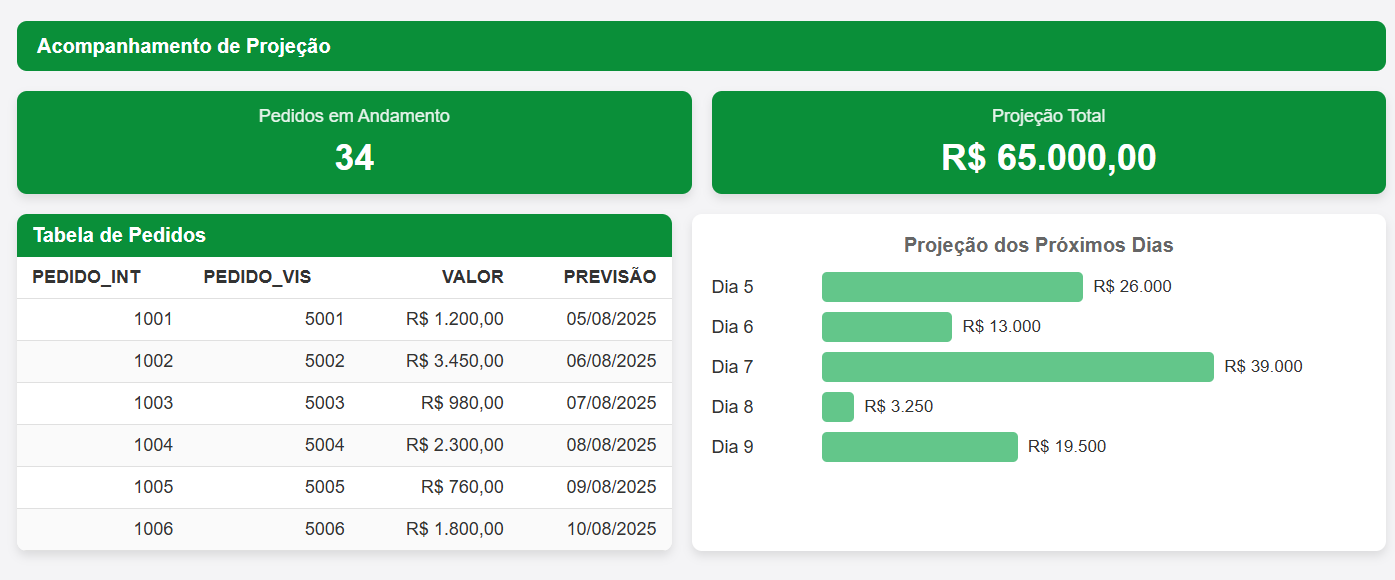 Acompanhamento de Projeção
Pedidos em Andamento
34
Projeção Total
R$ 65.000,00
Tabela de Pedidos
PEDIDO_INT PEDIDO_VIS VALOR PREVISÃO
1001 5001 R$ 1.200,00 05/08/2025
1002 5002 R$ 3.450,00 06/08/2025
1003 5003 R$ 980,00 07/08/2025
1004 5004 R$ 2.300,00 08/08/2025
1005 5005 R$ 760,00 09/08/2025
1006 5006 R$ 1.800,00 10/08/2025
Projeção dos Próximos Dias
Dia 5 R$ 26.000
Dia 6 R$ 13.000
Dia 7 R$ 39.000
Dia 8 R$ 3.250
Dia 9 R$ 19.500